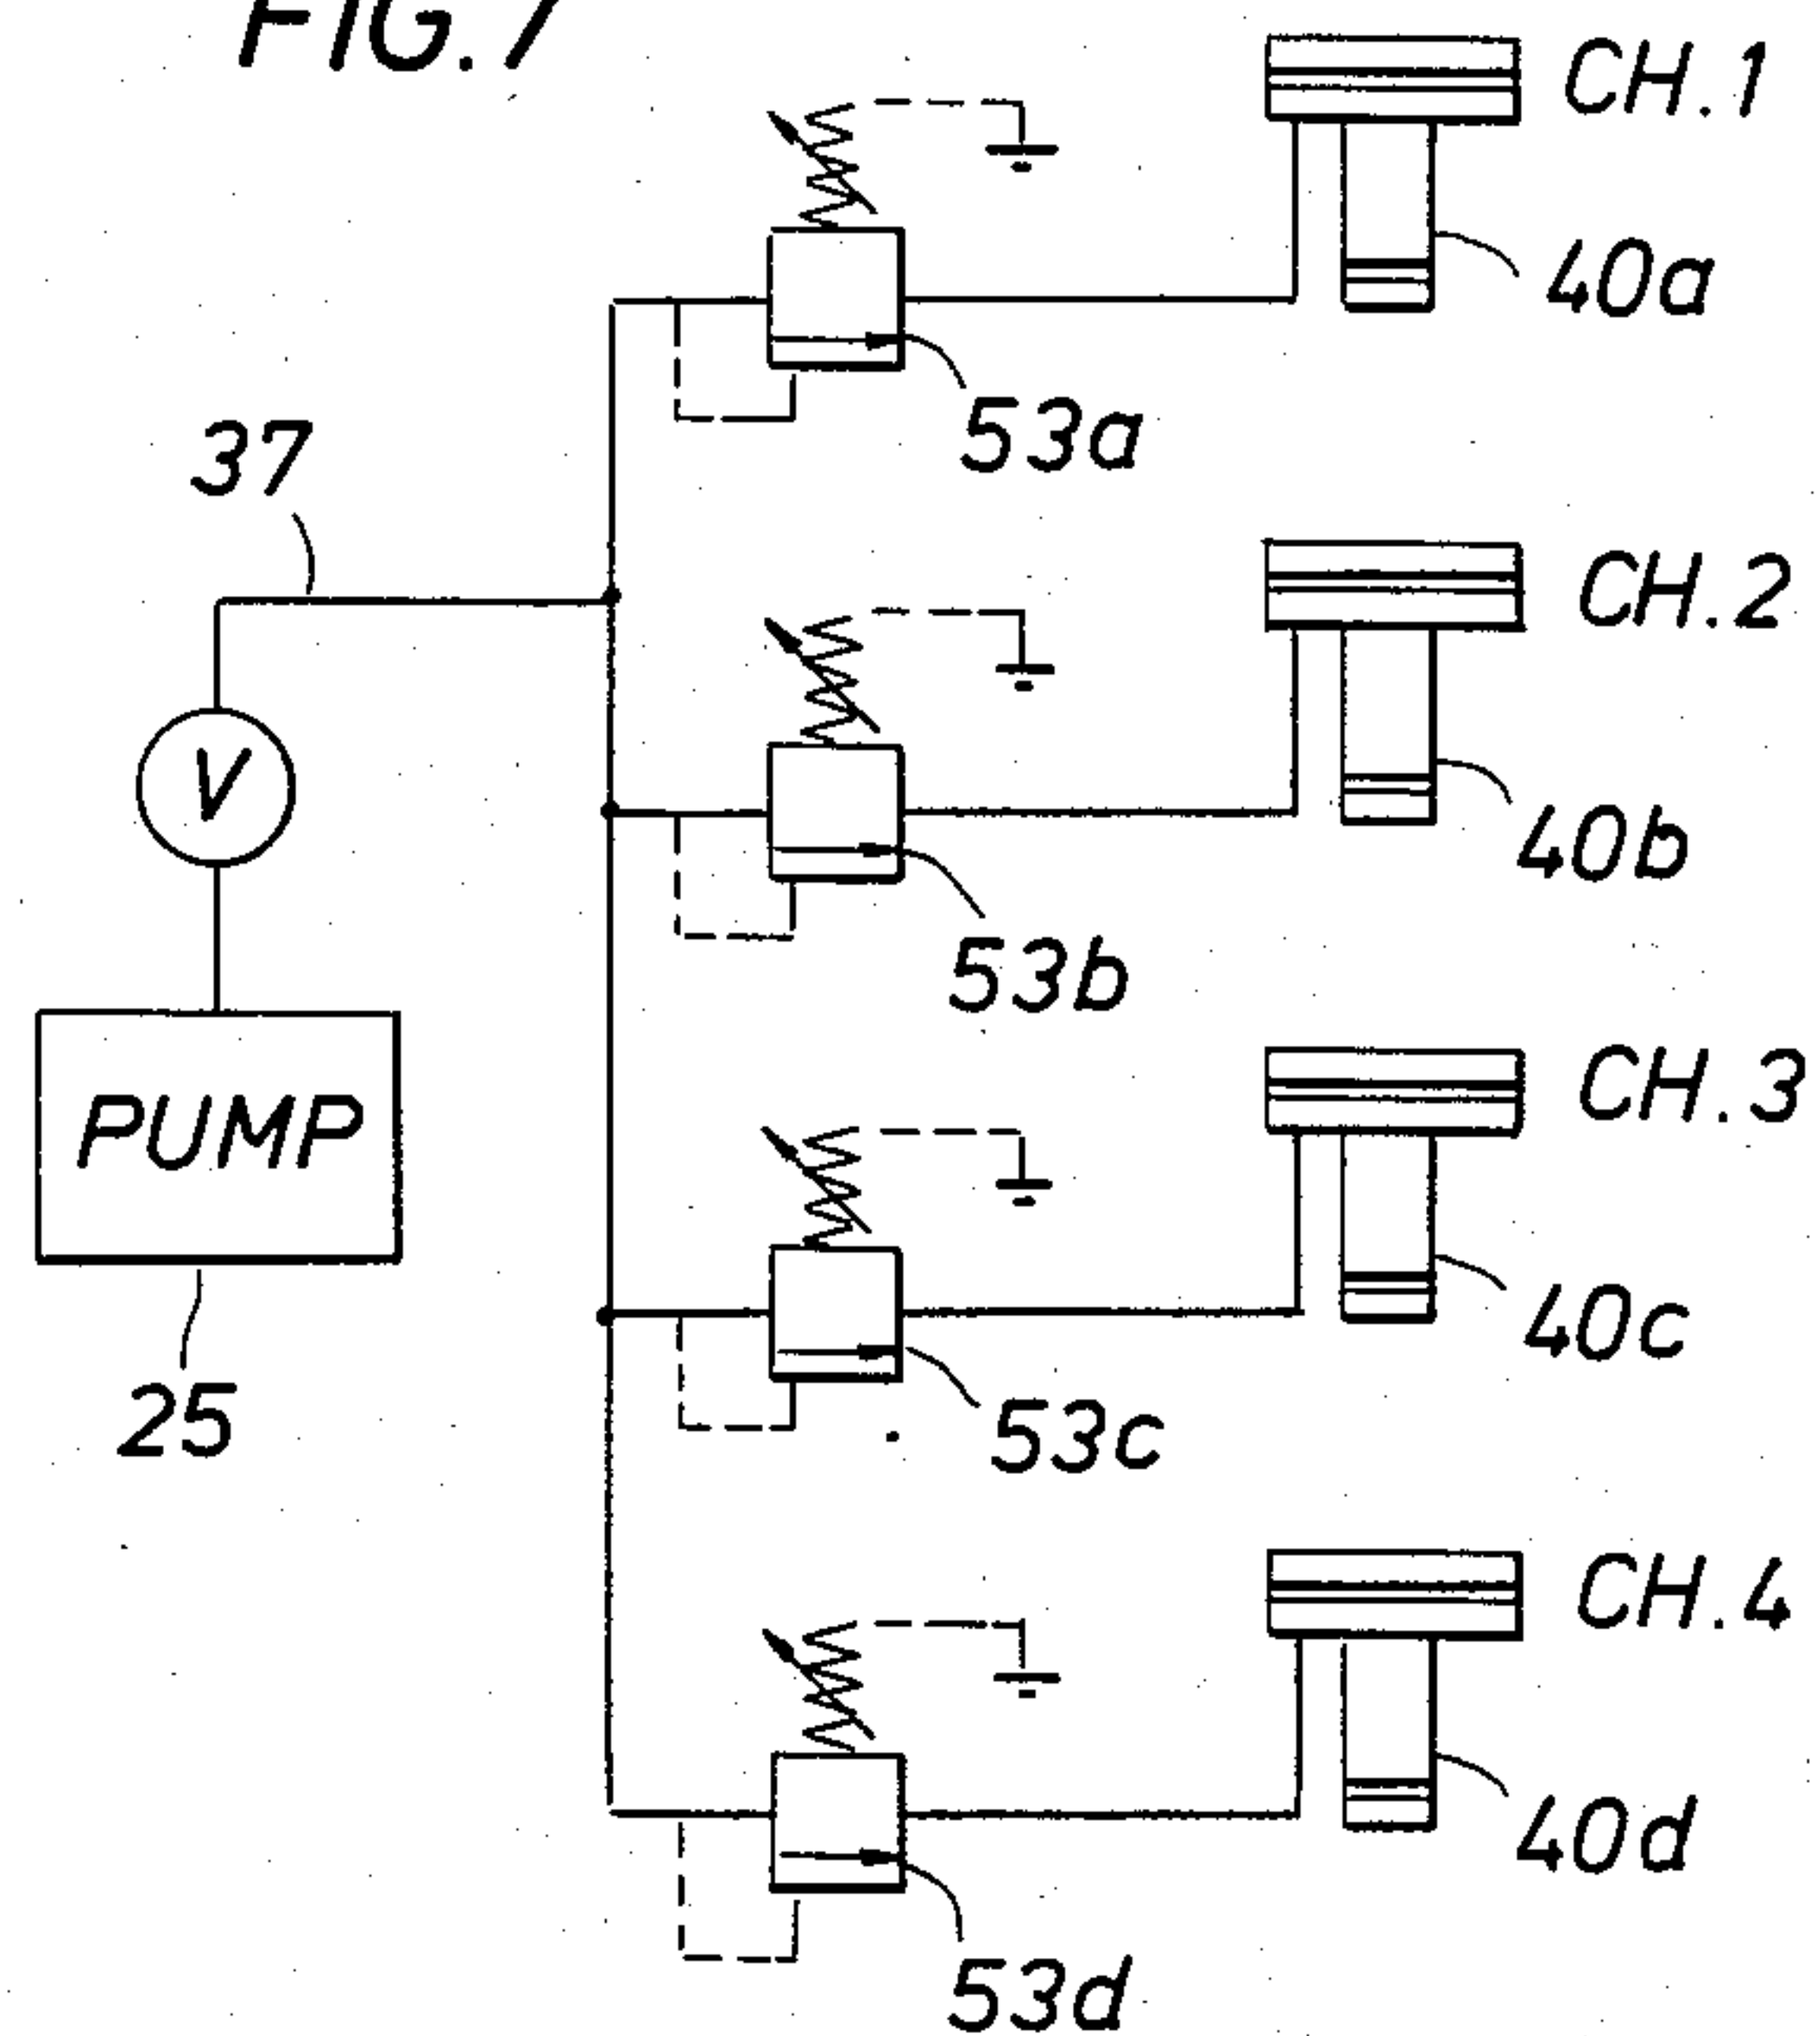 FIG. 7
CH. 1
40a
53a
37
CH. 2
V
40b
53b
CH. 3
PUMP
40c
25
53c
CH. 4
40d
53d